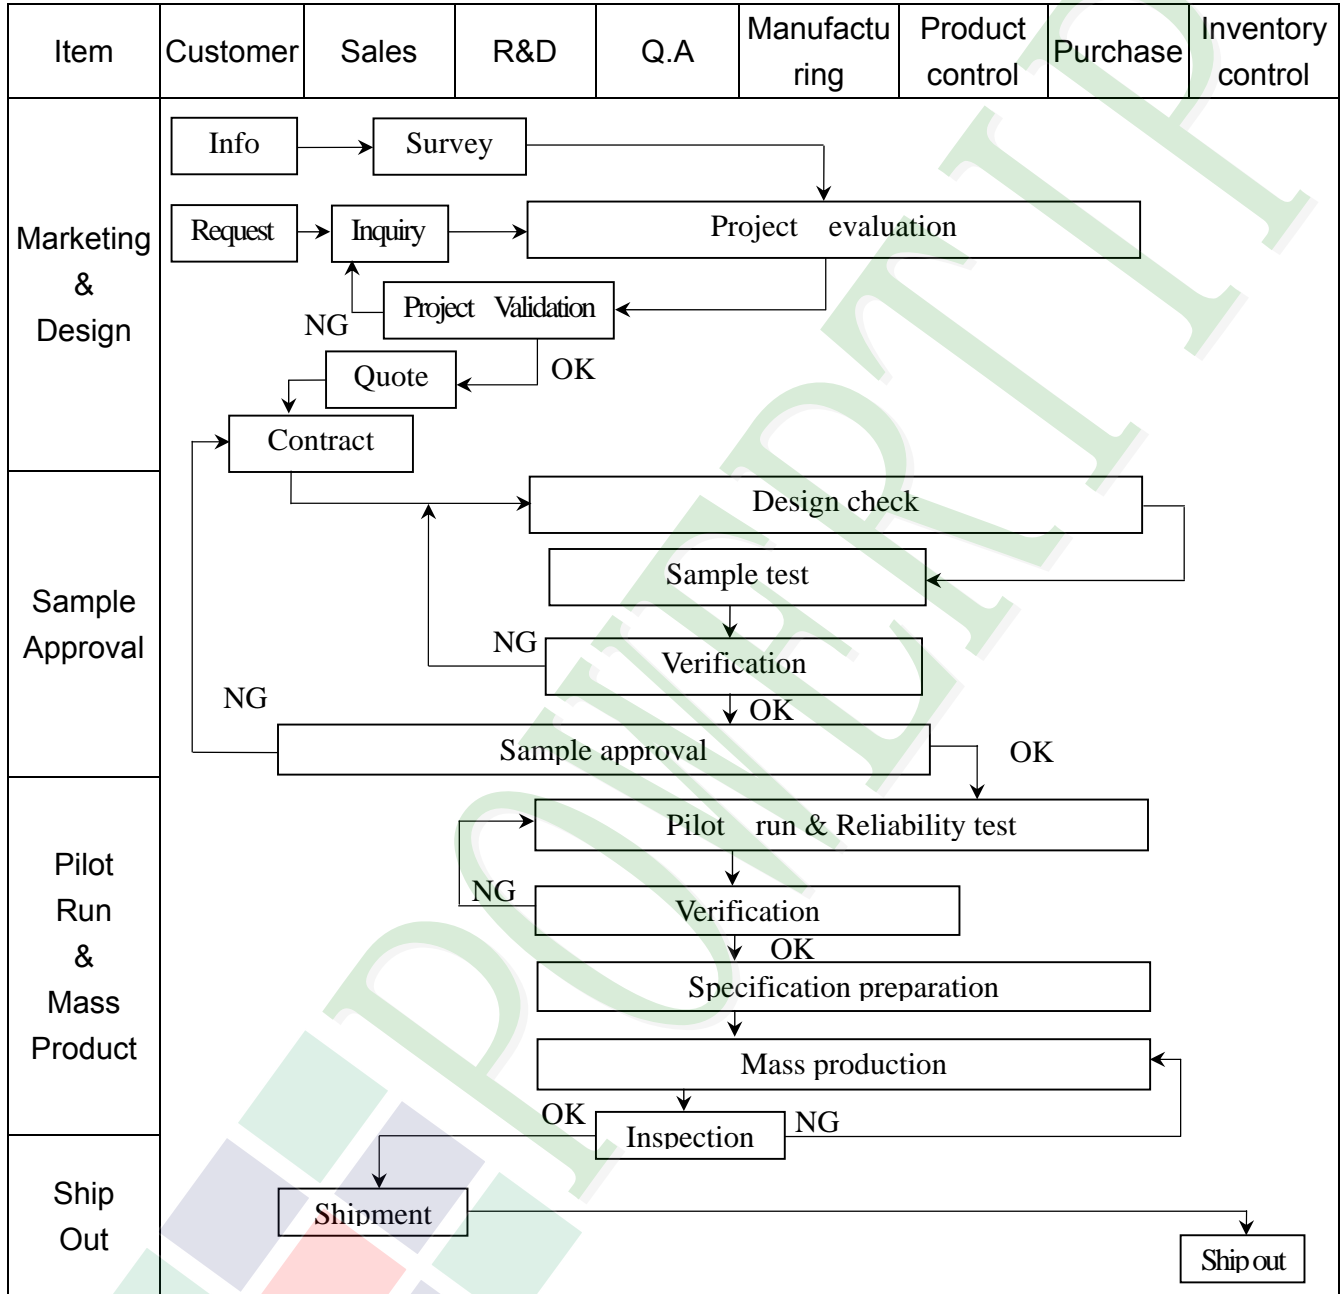 Item
Customer
Sales
R&D
Q.A
Manufactu
ring
Product
control
Purchase
Inventory
control
Marketing
&
Design
Info
Survey
Request
Inquiry
Project evaluation
Project Validation
NG
OK
Quote
Contract
Sample
Approval
Design check
Sample test
NG
Verification
OK
NG
Sample approval
OK
Pilot
Run
&
Mass
Product
Pilot run & Reliability test
NG
Verification
OK
Specification preparation
Mass production
OK
Inspection
NG
Ship
Out
Shipment
Ship out
POWERTIP